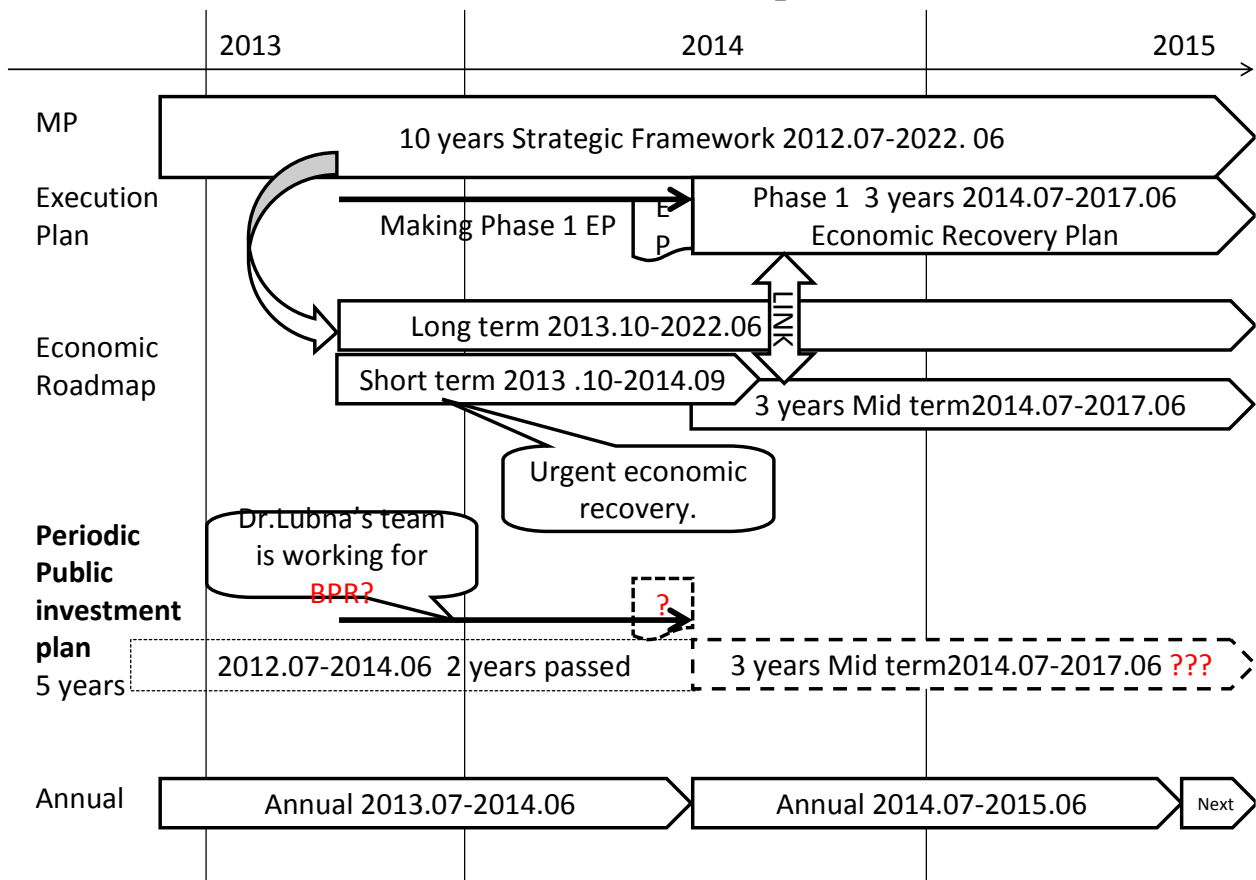 2013
2014
2015
MP
10 years Strategic Framework 2012.07-2022. 06
Execution
Plan
Making Phase 1 EP
E
P
Phase 1  3 years 2014.07-2017.06
Economic Recovery Plan
LINK
Economic
Roadmap
Long term 2013.10-2022.06
Short term 2013 .10-2014.09
3 years Mid term2014.07-2017.06
Urgent economic
recovery.
Periodic
Public
investment
plan
5 years
Dr.Lubna's team
is working for
BPR?
?
2012.07-2014.06  2 years passed
3 years Mid term2014.07-2017.06 ???
Annual
Annual 2013.07-2014.06
Annual 2014.07-2015.06
Next